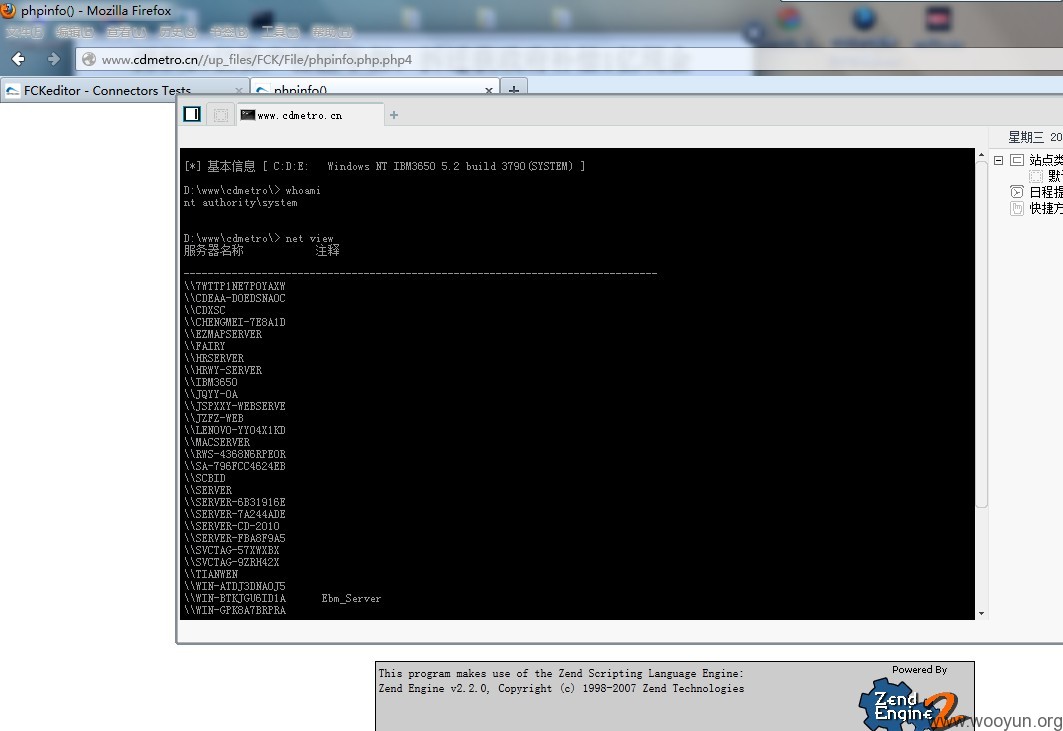 phpinfo() - Mozilla Firefox
文件(F) 编辑(E) 查看(V) 历史(S) 书签(B) 工具(T) 帮助(H)
www.cdmetro.cn//up_files/FCK/File/phpinfo.php.php4
FCKeditor - Connectors Tests × phpinfo() × +
www.cdmetro.cn +
星期三 20
[*] 基本信息 [ C:D:E: Windows NT IBM3650 5.2 build 3790(SYSTEM) ]
站点类
D:\www\cdmetro\> whoami
nt authority\system
日程提
快捷方
D:\www\cdmetro\> net view
服务器名称 注释
-------------------------------------------------------------------------------
\\7WTTP1NE7POYAXW
\\CDEAA-D0EDSNAOC
\\CDXSC
\\CHENGMEI-7E8A1D
\\EZMAPSERVER
\\FAIRY
\\HRSERVER
\\HRWY-SERVER
\\IBM3650
\\JQYY-OA
\\JSPXXY-WEBSERVE
\\JZFZ-WEB
\\LENOVO-YYO4X1KD
\\MACSERVER
\\RWS-4368N6RPEOR
\\SA-796FCC4624EB
\\SCBID
\\SERVER
\\SERVER-6B31916E
\\SERVER-7A244ADE
\\SERVER-CD-2010
\\SERVER-FBA8F9A5
\\SVCTAG-57XWXBX
\\SVCTAG-9ZRH42X
\\TIANWEN
\\WIN-ATDJ3DNAOJ5
\\WIN-BTKJGU6ID1A Ebm_Server
\\WIN-GPK8A7BRPRA
This program makes use of the Zend Scripting Language Engine:
Zend Engine v2.2.0, Copyright (c) 1998-2007 Zend Technologies
Powered By
Zend Engine 2
www.wooyun.org